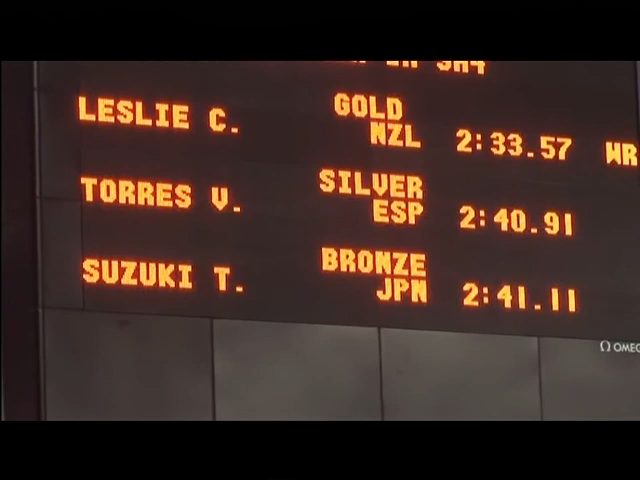 SM4
LESLIE C. GOLD
NZL 2:33.57 WR
TORRES V. SILVER
ESP 2:40.91
SUZUKI T. BRONZE
JPN 2:41.11
Ω OMEG